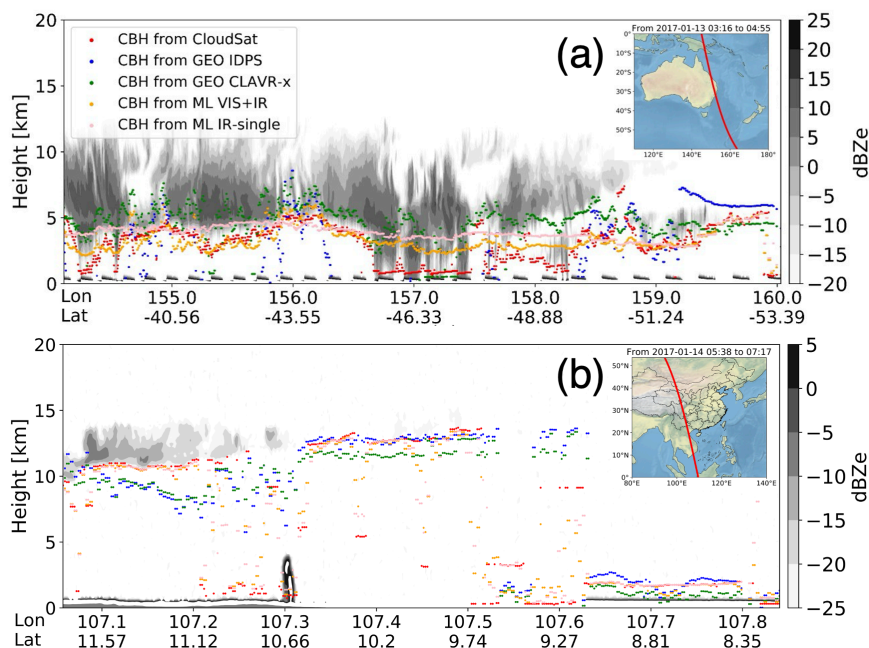 20
15
10
5
0
Height [km]
CBH from CloudSat
CBH from GEO IDPS
CBH from GEO CLAVR-x
CBH from ML VIS+IR
CBH from ML IR-single
(a)
From 2017-01-13 03:16 to 04:55
0°
10°S
20°S
30°S
40°S
50°S
120°E 140°E 160°E 180°
25
20
15
10
5
0
−5
−10
−15
−20
dBZe
Lon 155.0 156.0 157.0 158.0 159.0 160.0
Lat -40.56 -43.55 -46.33 -48.88 -51.24 -53.39
20
15
10
5
0
Height [km]
(b)
From 2017-01-14 05:38 to 07:17
50°N
40°N
30°N
20°N
10°N
0°
80°E 100°E 120°E 140°E
5
0
−5
−10
−15
−20
−25
dBZe
Lon 107.1 107.2 107.3 107.4 107.5 107.6 107.7 107.8
Lat 11.57 11.12 10.66 10.2 9.74 9.27 8.81 8.35